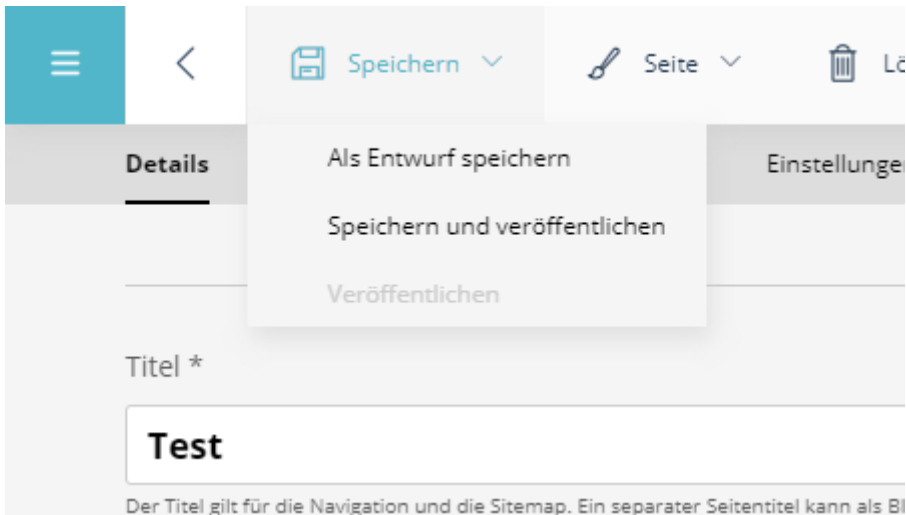 Speichern Seite
Als Entwurf speichern
Details Einstellungen
Speichern und veröffentlichen
Veröffentlichen
Titel *
Test
Der Titel gilt für die Navigation und die Sitemap. Ein separater Seitentitel kann als